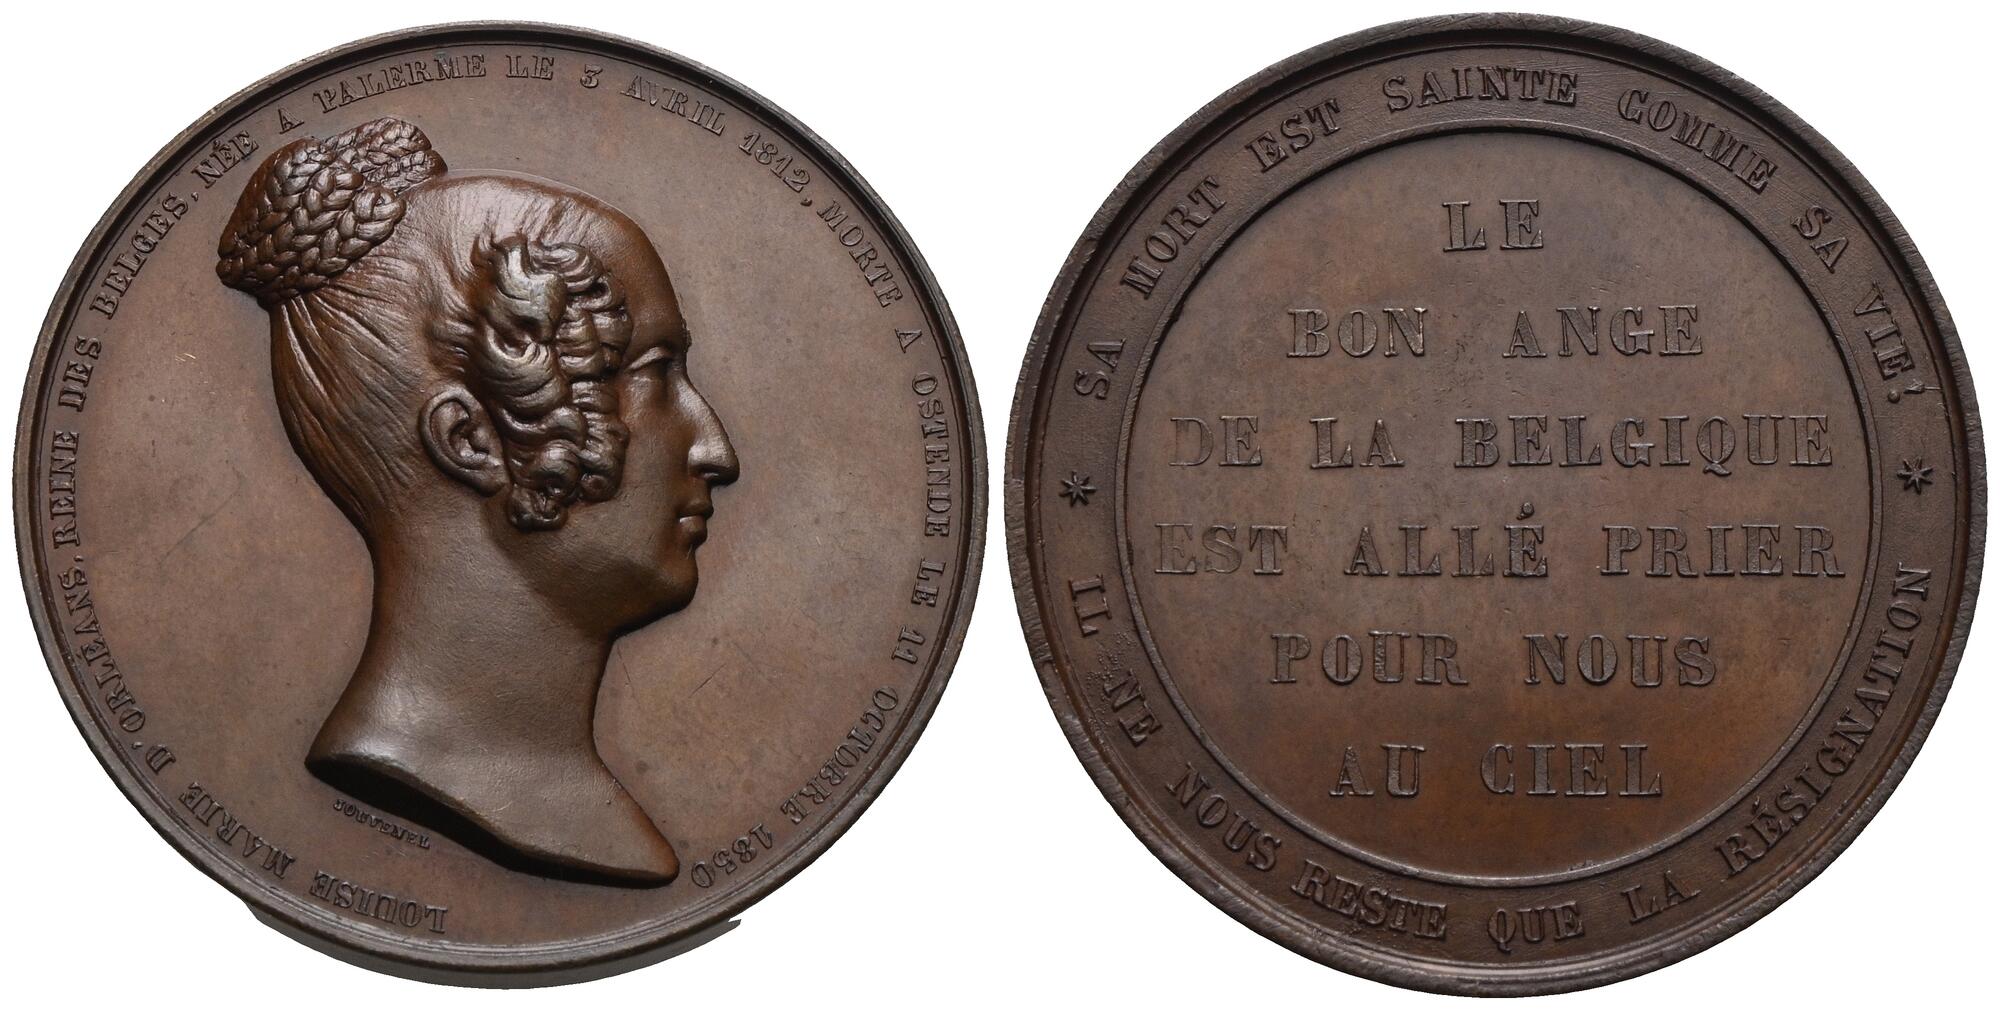 LOUISE MARIE D'ORLÉANS, REINE DES BELGES, NÉE A PALERME LE 3 AVRIL 1812, MORTE A OSTENDE LE 11 OCTOBRE 1850
JOUVENEL
SA MORT EST SAINTE COMME SA VIE!
LE
BON ANGE
DE LA BELGIQUE
EST ALLÉ PRIER
POUR NOUS
AU CIEL
IL NE NOUS RESTE QUE LA RÉSIGNATION